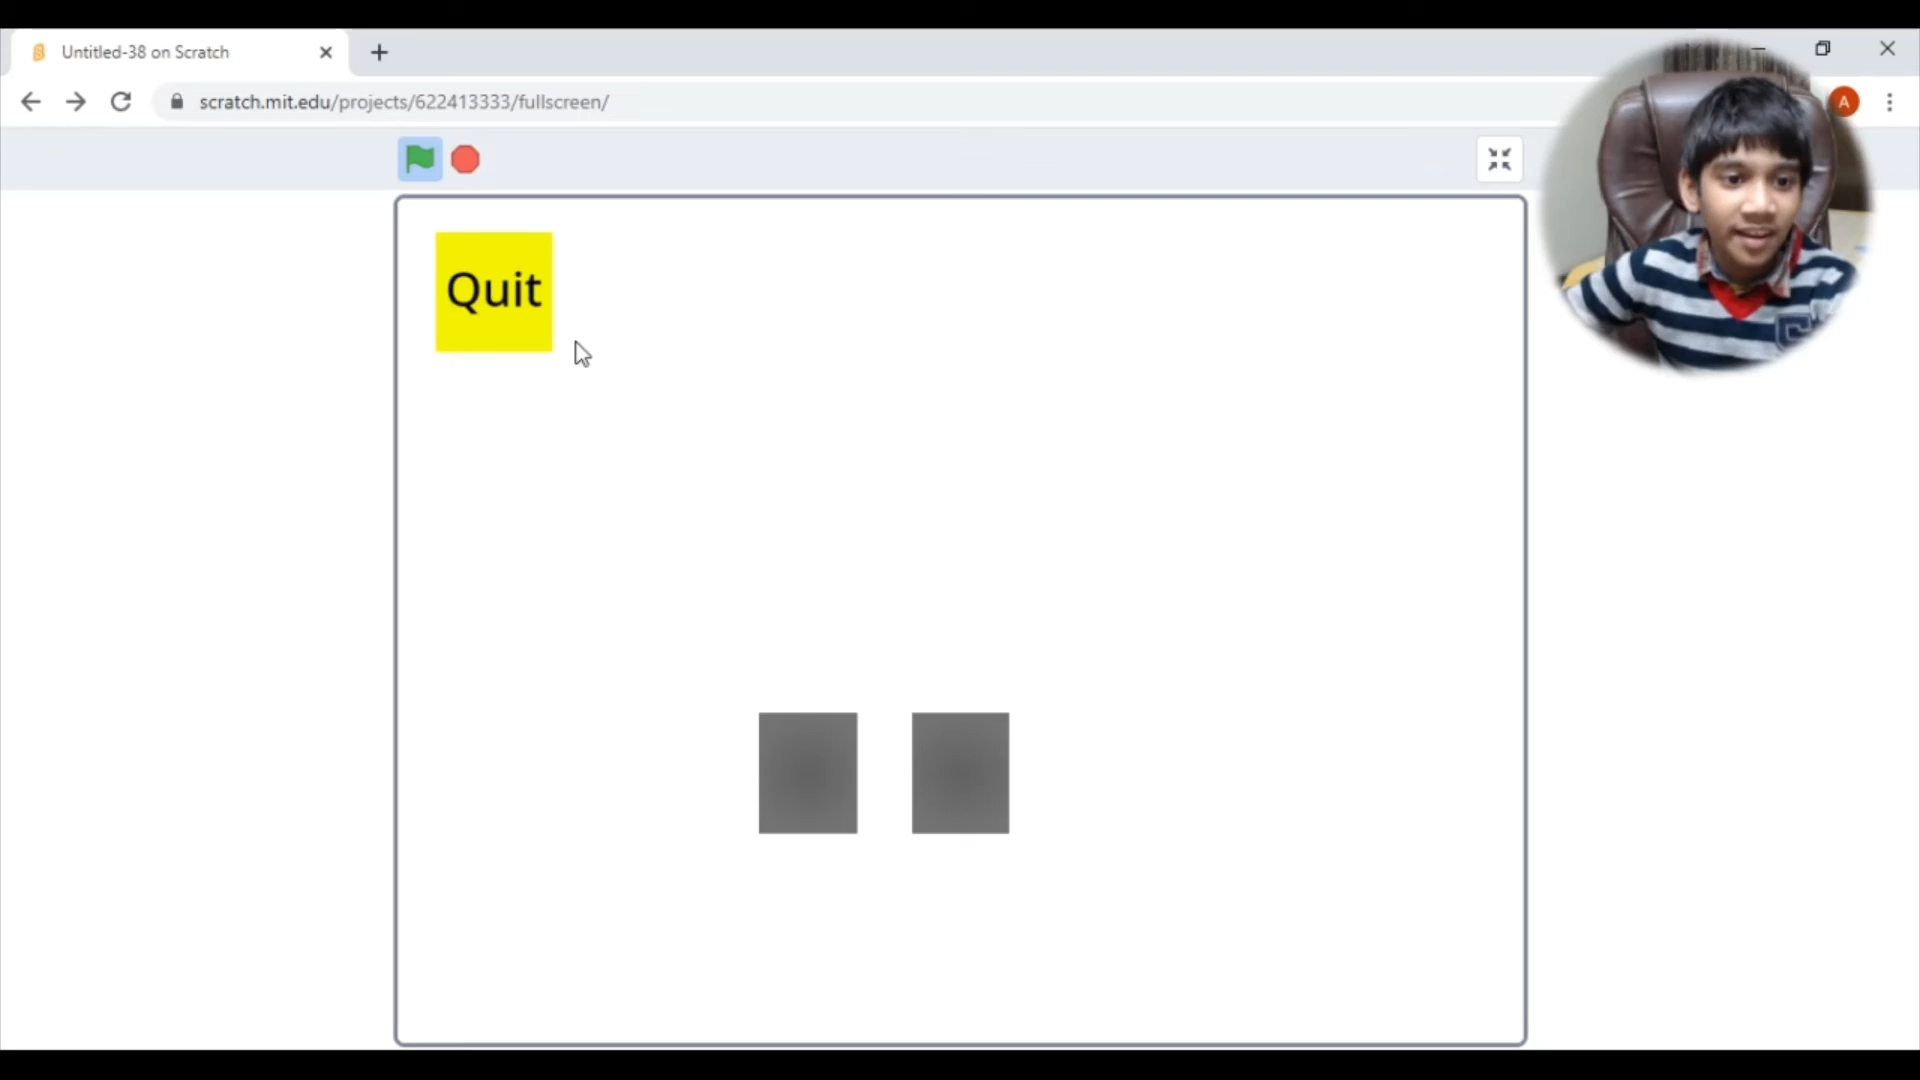 Untitled-38 on Scratch
scratch.mit.edu/projects/622413333/fullscreen/
A
Quit